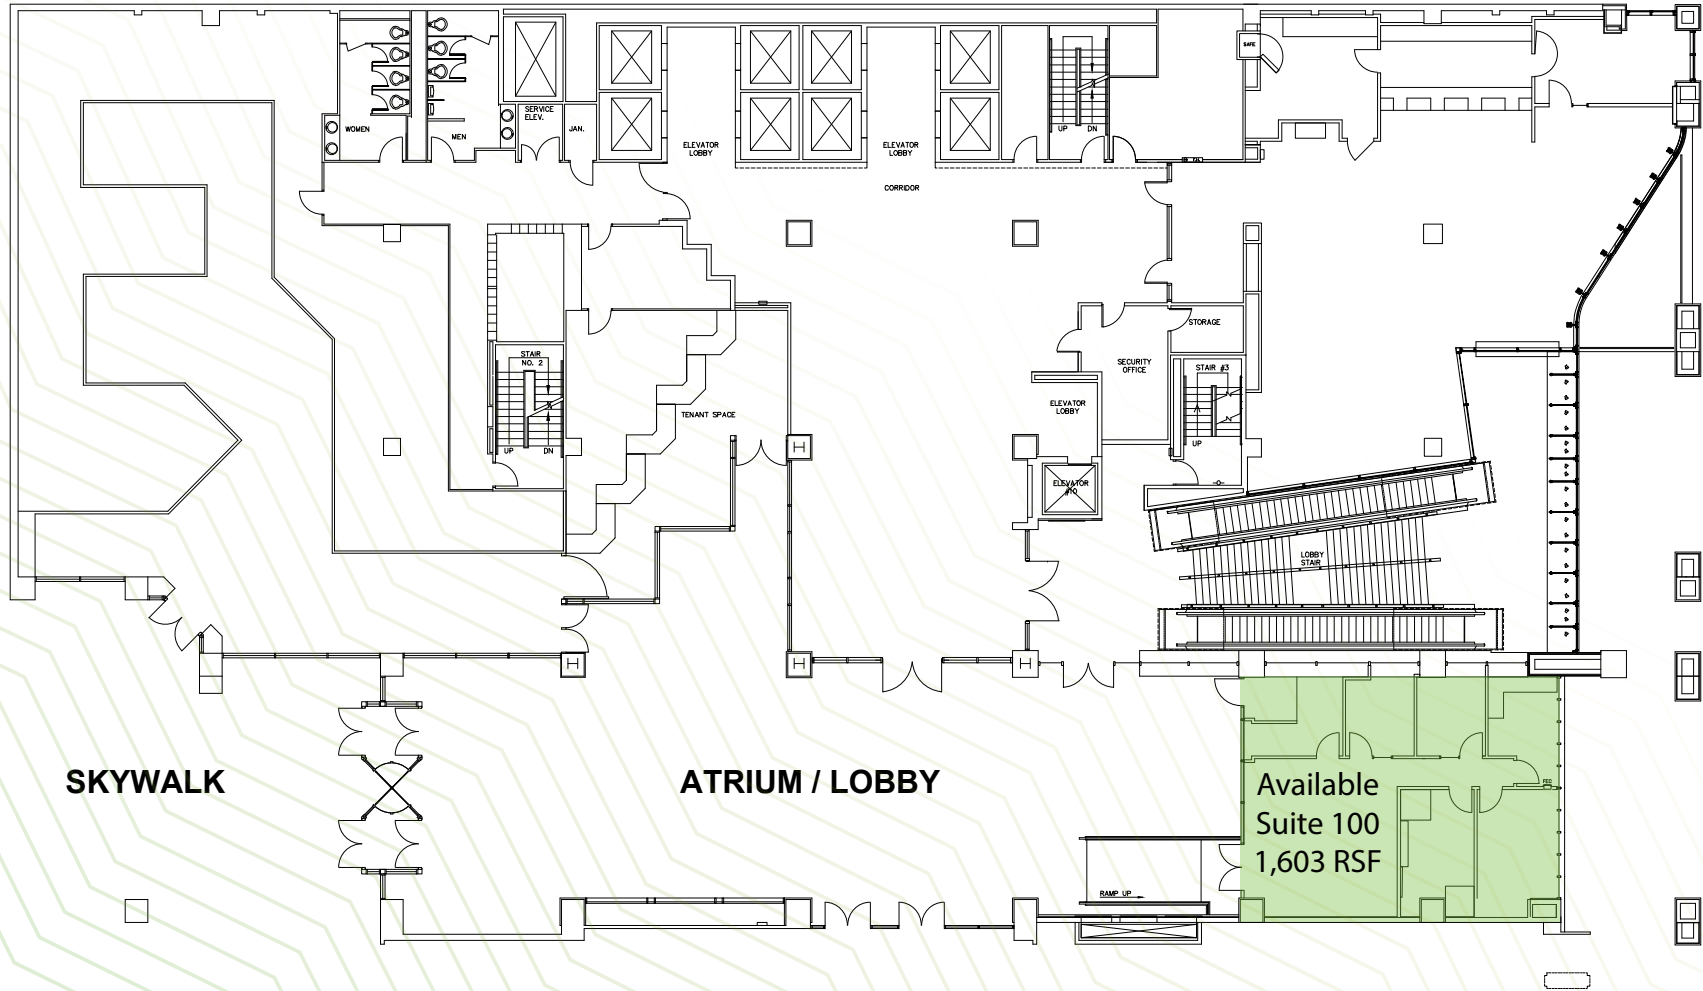 SAFE
SERVICE
ELEV.
WOMEN
MEN
JAN.
UP
DN
ELEVATOR
LOBBY
ELEVATOR
LOBBY
CORRIDOR
STAIR
NO. 2
UP
DN
TENANT SPACE
STORAGE
SECURITY
OFFICE
STAIR #3
UP
ELEVATOR
LOBBY
ELEVATOR
#10
LOBBY
STAIR
H
H
H
H
SKYWALK
ATRIUM / LOBBY
Available
Suite 100
1,603 RSF
FEC
RAMP UP